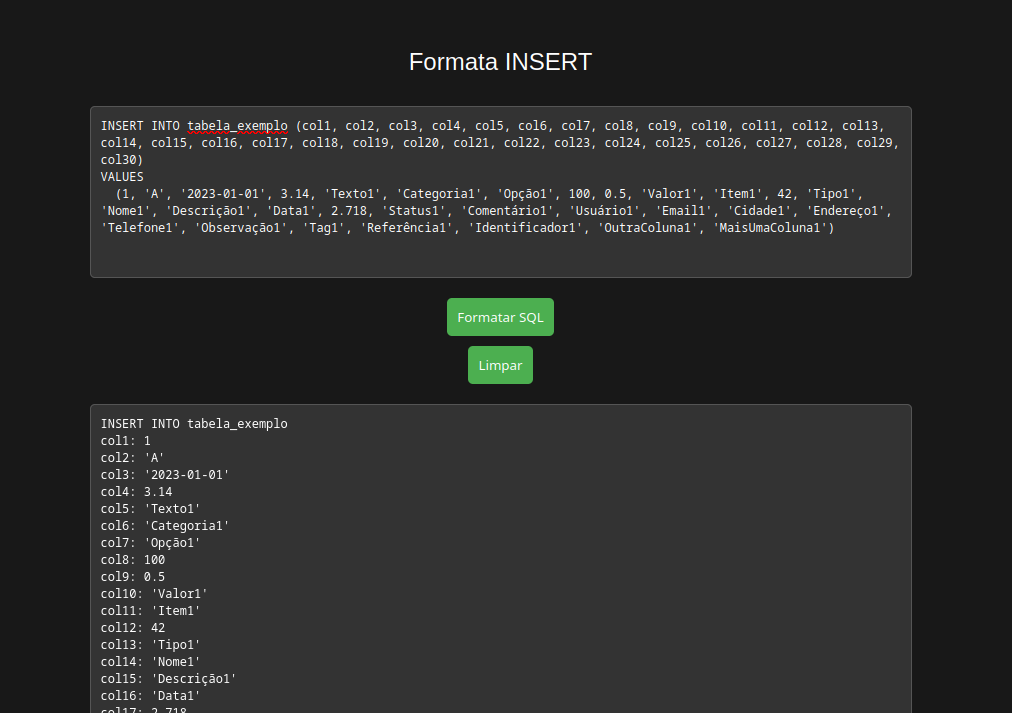 Formata INSERT
INSERT INTO tabela_exemplo (col1, col2, col3, col4, col5, col6, col7, col8, col9, col10, col11, col12, col13,
col14, col15, col16, col17, col18, col19, col20, col21, col22, col23, col24, col25, col26, col27, col28, col29,
col30)
VALUES
  (1, 'A', '2023-01-01', 3.14, 'Texto1', 'Categoria1', 'Opção1', 100, 0.5, 'Valor1', 'Item1', 42, 'Tipo1',
'Nome1', 'Descrição1', 'Data1', 2.718, 'Status1', 'Comentário1', 'Usuário1', 'Email1', 'Cidade1', 'Endereço1',
'Telefone1', 'Observação1', 'Tag1', 'Referência1', 'Identificador1', 'OutraColuna1', 'MaisUmaColuna1')
Formatar SQL
Limpar
INSERT INTO tabela_exemplo
col1: 1
col2: 'A'
col3: '2023-01-01'
col4: 3.14
col5: 'Texto1'
col6: 'Categoria1'
col7: 'Opção1'
col8: 100
col9: 0.5
col10: 'Valor1'
col11: 'Item1'
col12: 42
col13: 'Tipo1'
col14: 'Nome1'
col15: 'Descrição1'
col16: 'Data1'
col17: 2.718